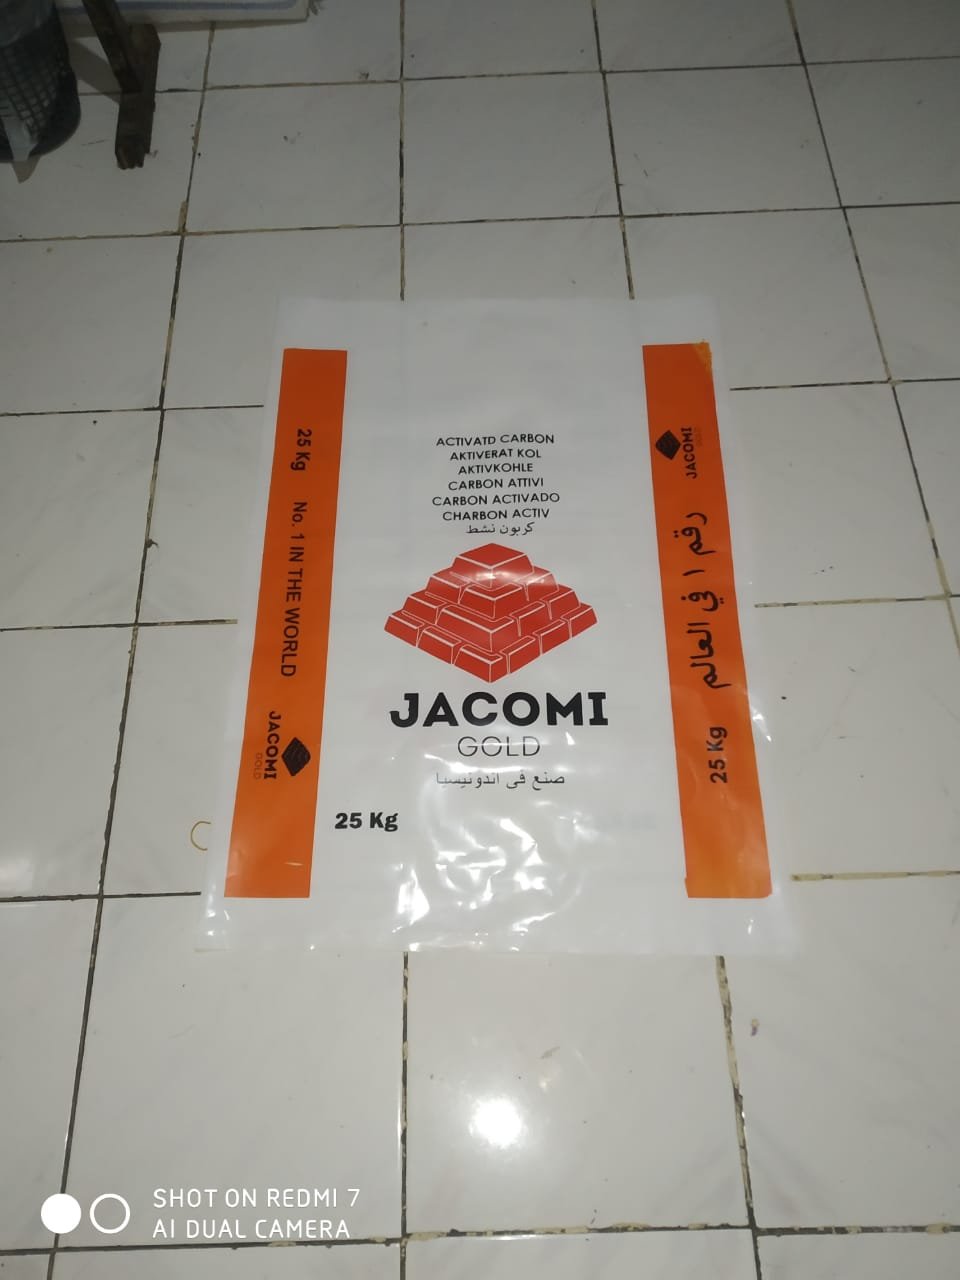 ACTIVATD CARBON
AKTIVERAT KOL
AKTIVKOHLE
CARBON ATTIVI
CARBON ACTIVADO
CHARBON ACTIV
كربون نشط
JACOMI
GOLD
صنع في اندونيسيا
25 Kg
25 Kg
No. 1 IN THE WORLD
JACOMI
GOLD
JACOMI
GOLD
رقم ١ في العالم
25 Kg
SHOT ON REDMI 7
AI DUAL CAMERA